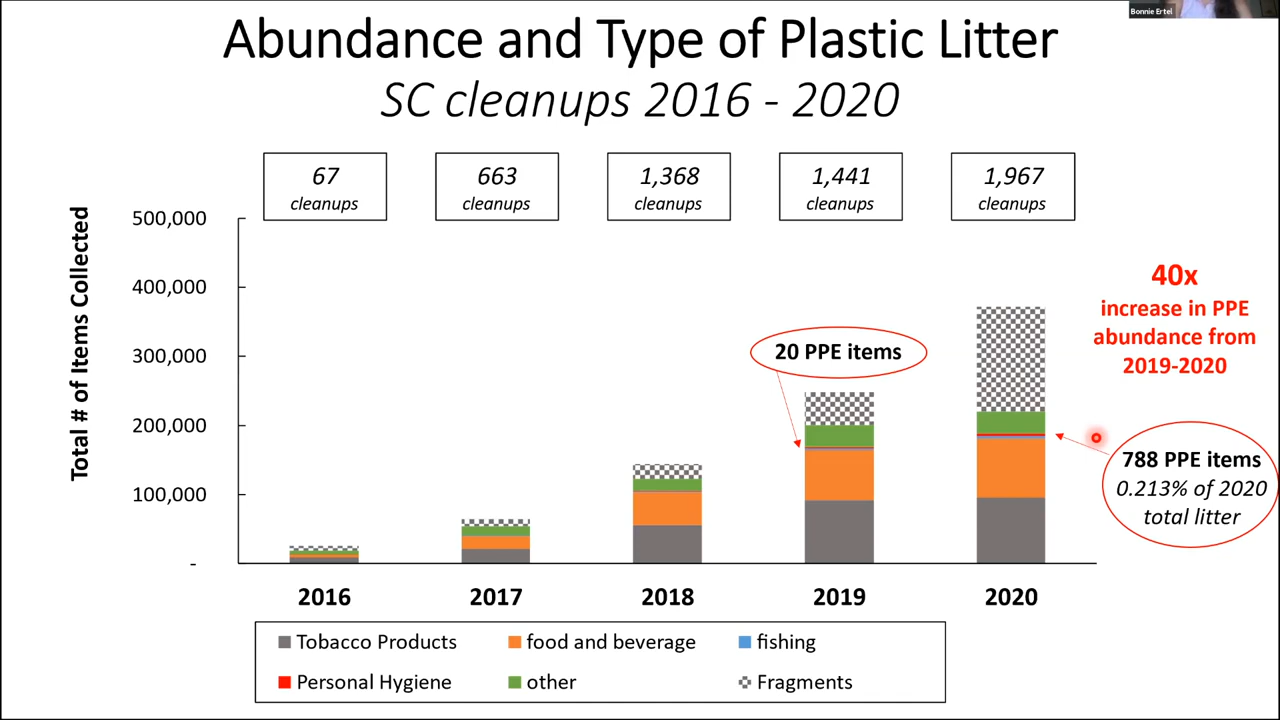 Bonnie Ertel
Abundance and Type of Plastic Litter
SC cleanups 2016 - 2020
67
cleanups
663
cleanups
1,368
cleanups
1,441
cleanups
1,967
cleanups
Total # of Items Collected
500,000
400,000
300,000
200,000
100,000
-
20 PPE items
40x
increase in PPE
abundance from
2019-2020
788 PPE items
0.213% of 2020
total litter
2016
2017
2018
2019
2020
Tobacco Products
food and beverage
fishing
Personal Hygiene
other
Fragments